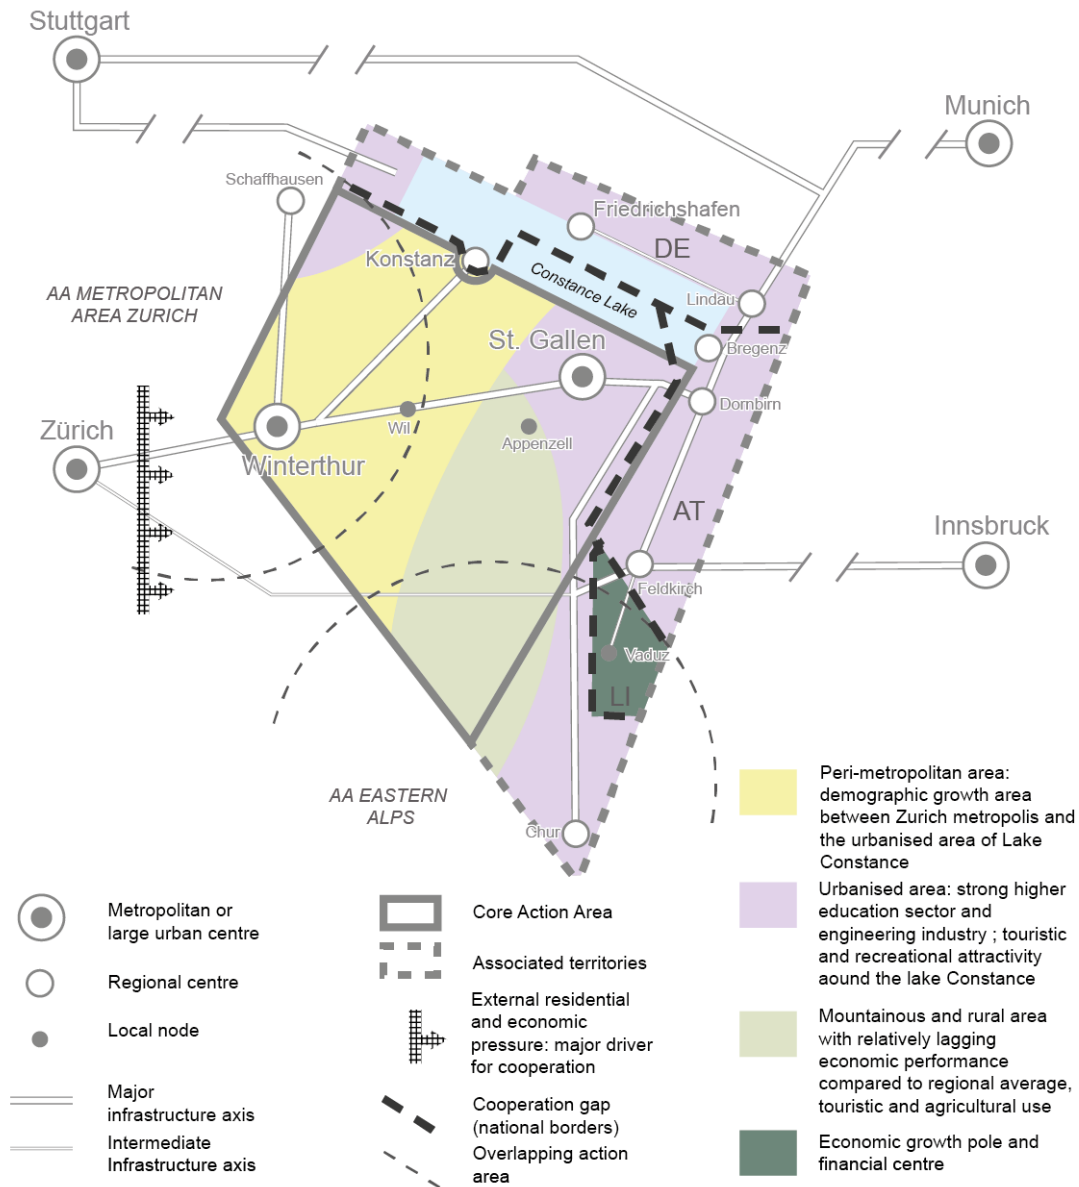 Stuttgart
Munich
Schaffhausen
Friedrichshafen
DE
Konstanz
Constance Lake
Lindau
AA METROPOLITAN
AREA ZURICH
St. Gallen
Bregenz
Dornbirn
Zürich
Wil
Appenzell
Winterthur
AT
Innsbruck
Feldkirch
Vaduz
LI
AA EASTERN
ALPS
Chur
Metropolitan or
large urban centre
Regional centre
Local node
Major
infrastructure axis
Intermediate
Infrastructure axis
Core Action Area
Associated territories
External residential
and economic
pressure: major driver
for cooperation
Cooperation gap
(national borders)
Overlapping action
area
Peri-metropolitan area:
demographic growth area
between Zurich metropolis and
the urbanised area of Lake
Constance
Urbanised area: strong higher
education sector and
engineering industry ; touristic
and recreational attractivity
aound the lake Constance
Mountainous and rural area
with relatively lagging
economic performance
compared to regional average,
touristic and agricultural use
Economic growth pole and
financial centre